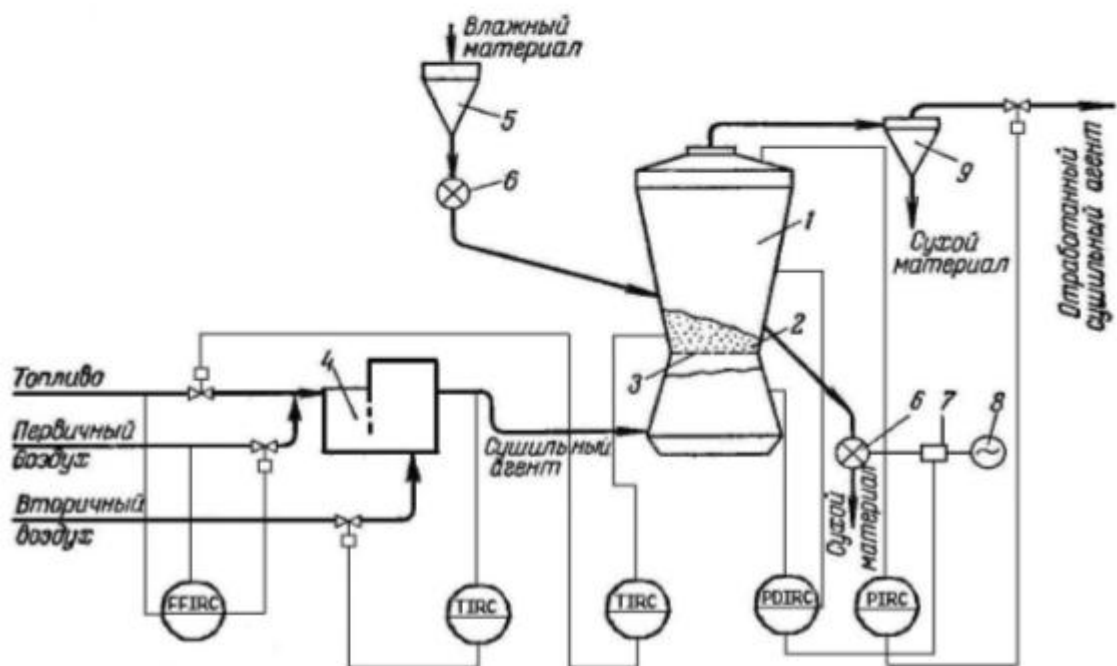 Влажный
материал
5
6
1
9
Сухой
материал
Отработанный
сушильный агент
2
3
4
Топливо
Первичный
воздух
Сушильный
агент
Вторичный
воздух
6
7
8
Сухой
материал
FFIRC
TIRC
TIRC
PDIRC
PIRC